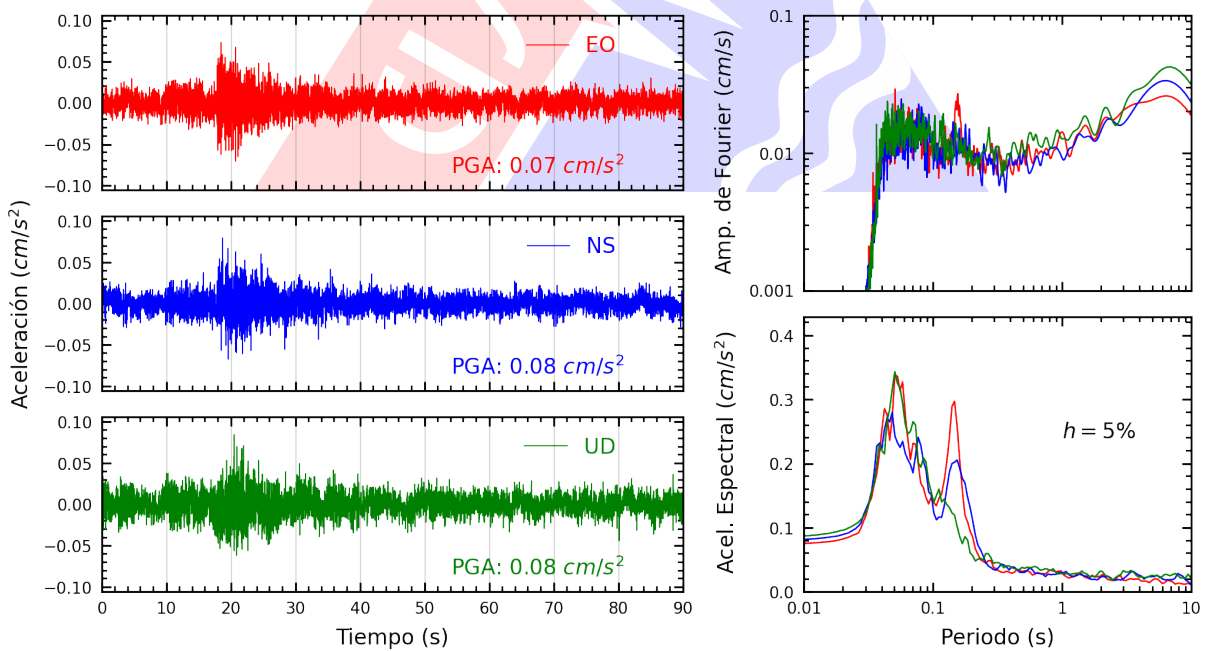 0.10
0.05
0.00
−0.05
−0.10
EO
PGA: 0.07 cm/s²
0.10
0.05
0.00
−0.05
−0.10
NS
PGA: 0.08 cm/s²
0.10
0.05
0.00
−0.05
−0.10
UD
PGA: 0.08 cm/s²
0 10 20 30 40 50 60 70 80 90
Tiempo (s)
Aceleración (cm/s²)
0.1
0.01
0.001
Amp. de Fourier (cm/s)
0.4
0.3
0.2
0.1
0.0
h = 5%
Acel. Espectral (cm/s²)
0.01 0.1 1 10
Periodo (s)